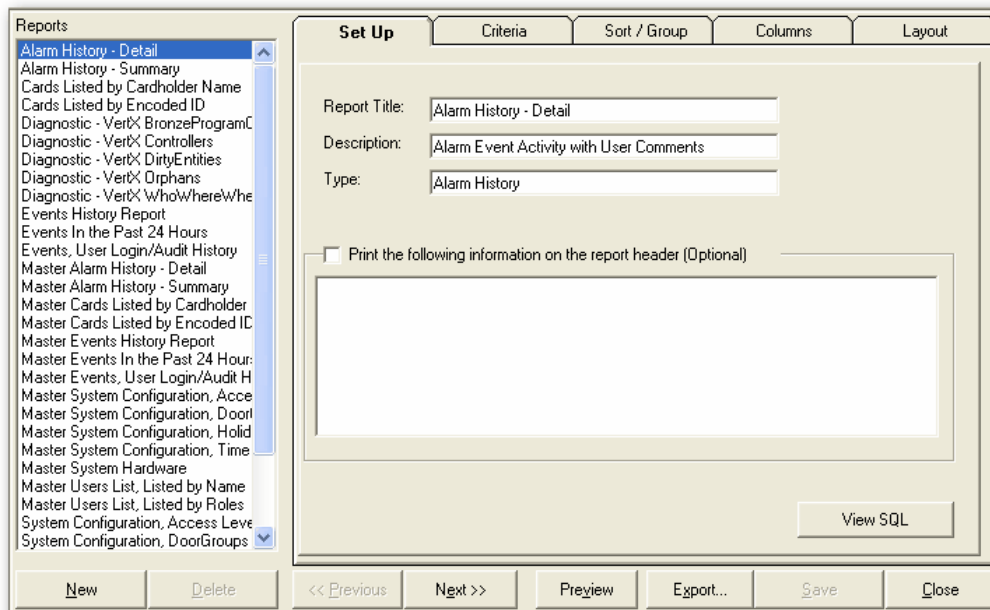 Reports
Alarm History - Detail
Alarm History - Summary
Cards Listed by Cardholder Name
Cards Listed by Encoded ID
Diagnostic - VertX BronzeProgramC
Diagnostic - VertX Controllers
Diagnostic - VertX DirtyEntities
Diagnostic - VertX Orphans
Diagnostic - VertX WhoWhereWhe
Events History Report
Events In the Past 24 Hours
Events, User Login/Audit History
Master Alarm History - Detail
Master Alarm History - Summary
Master Cards Listed by Cardholder
Master Cards Listed by Encoded ID
Master Events History Report
Master Events In the Past 24 Hour
Master Events, User Login/Audit H
Master System Configuration, Acce
Master System Configuration, Door
Master System Configuration, Holid
Master System Configuration, Time
Master System Hardware
Master Users List, Listed by Name
Master Users List, Listed by Roles
System Configuration, Access Leve
System Configuration, DoorGroups
New
Delete
Set Up
Criteria
Sort / Group
Columns
Layout
Report Title: Alarm History - Detail
Description: Alarm Event Activity with User Comments
Type: Alarm History
Print the following information on the report header (Optional)
View SQL
<< Previous
Next >>
Preview
Export...
Save
Close